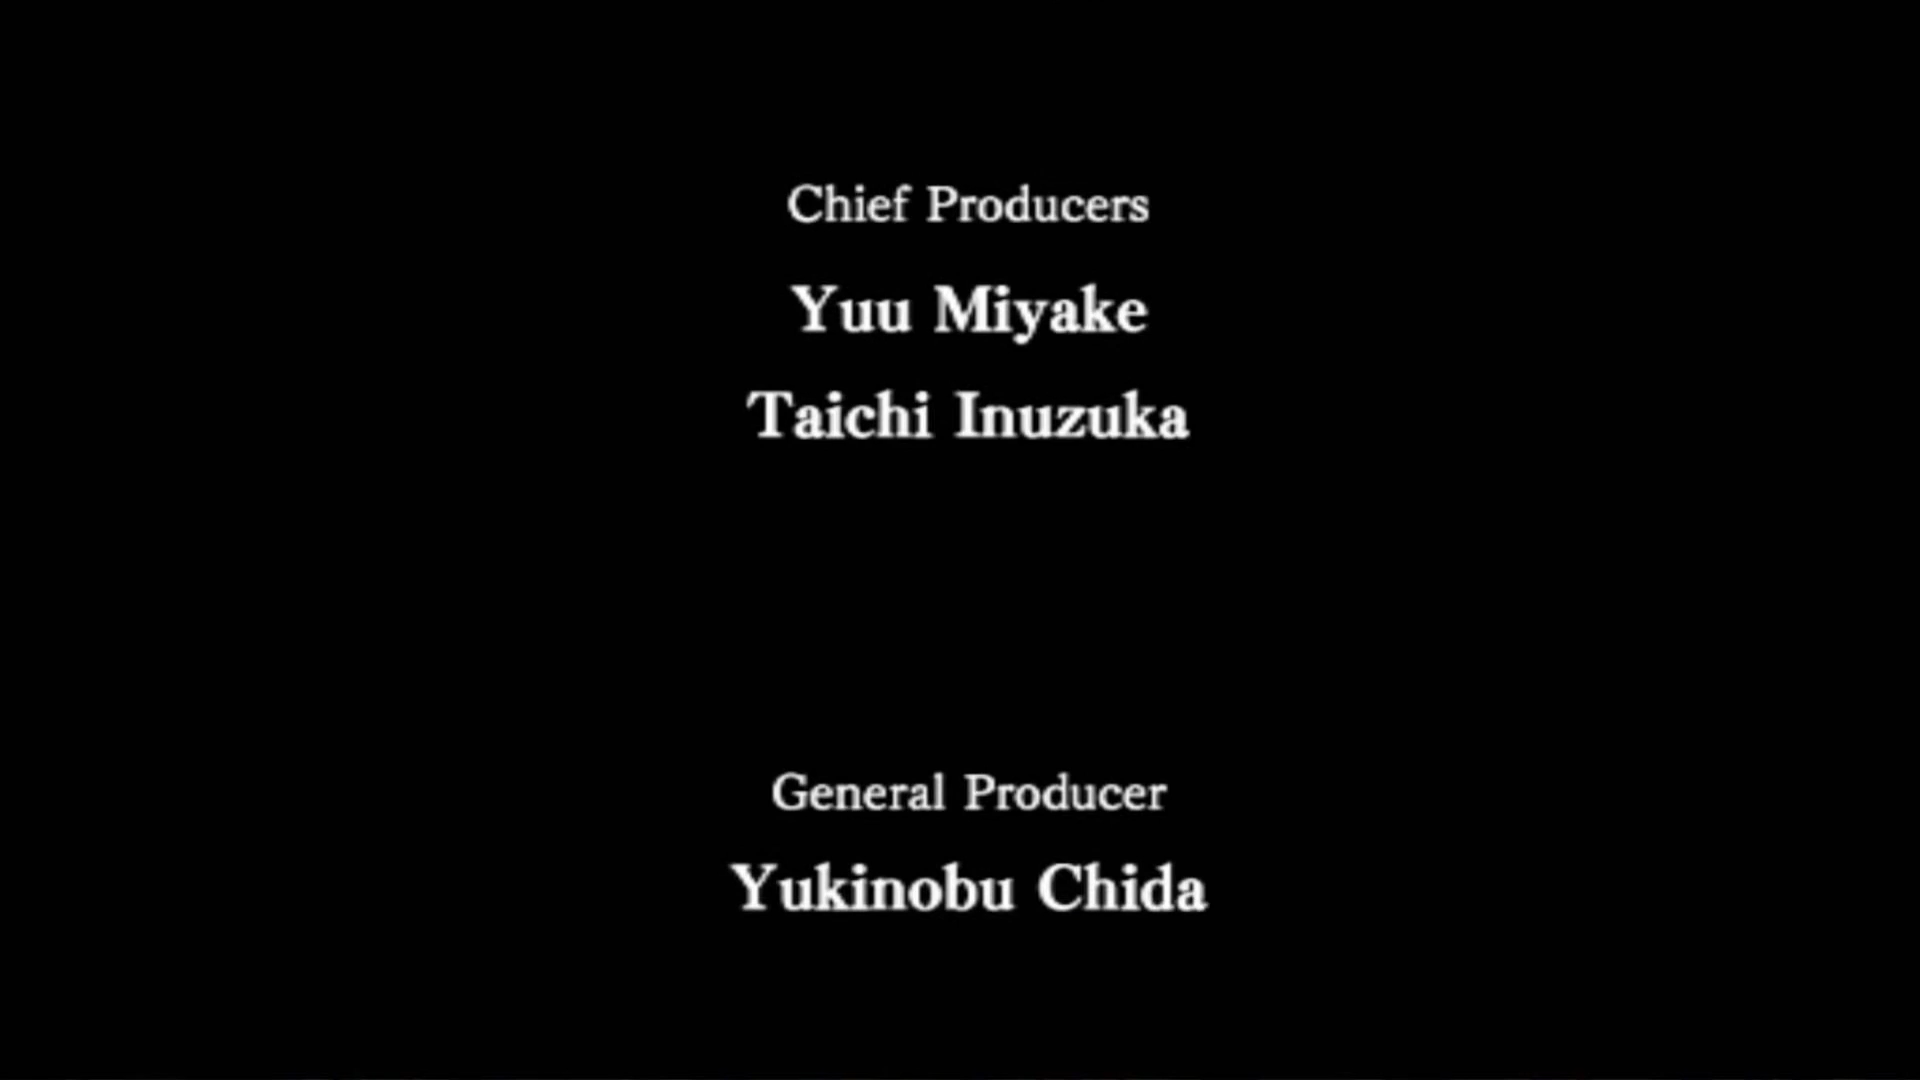 Chief Producers
Yuu Miyake
Taichi Inuzuka
General Producer
Yukinobu Chida